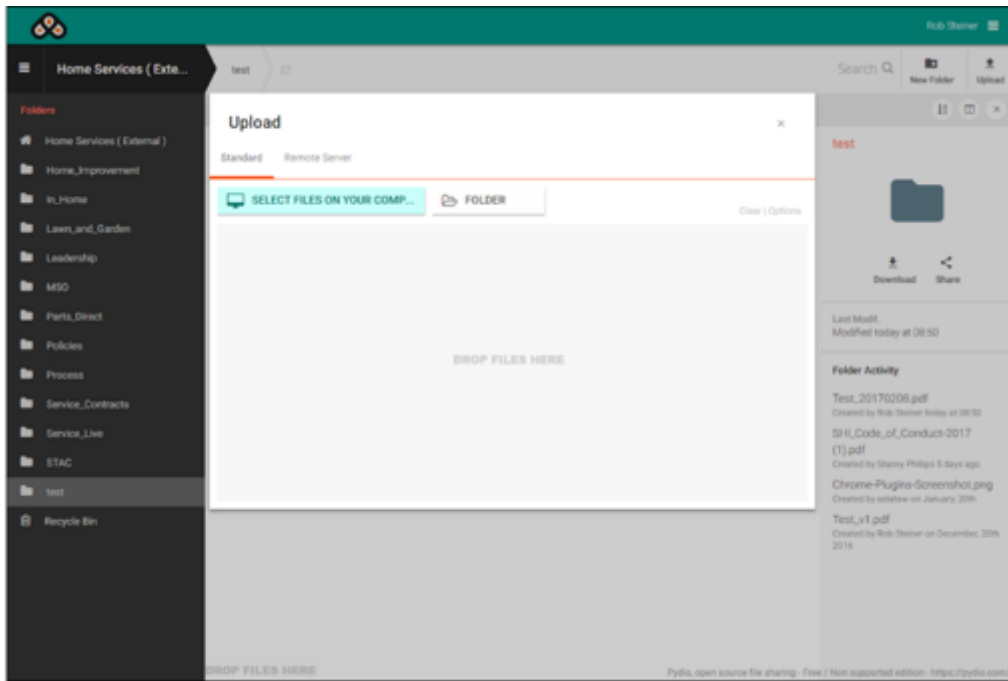 Rob Steiner
Home Services ( Exte...
test
Search
New Folder
Upload
Folders
Home Services ( External )
Home_Improvement
In_Home
Lawn_and_Garden
Leadership
MSO
Parts_Direct
Policies
Process
Service_Contracts
Service_Live
STAC
test
Recycle Bin
Upload
×
Standard
Remote Server
SELECT FILES ON YOUR COMP...
FOLDER
Clear | Options
DROP FILES HERE
test
Download
Share
Last Modif.
Modified today at 08:50
Folder Activity
Test_20170208.pdf
Created by Rob Steiner today at 08:50
SHI_Code_of_Conduct-2017
(1).pdf
Created by Stacey Phillips 5 days ago
Chrome-Plugins-Screenshot.png
Created by on January, 20th
Test_v1.pdf
Created by Rob Steiner on December, 20th
2016
DROP FILES HERE
Pydio, open source file sharing - Free / Non supported edition - https://pydio.com